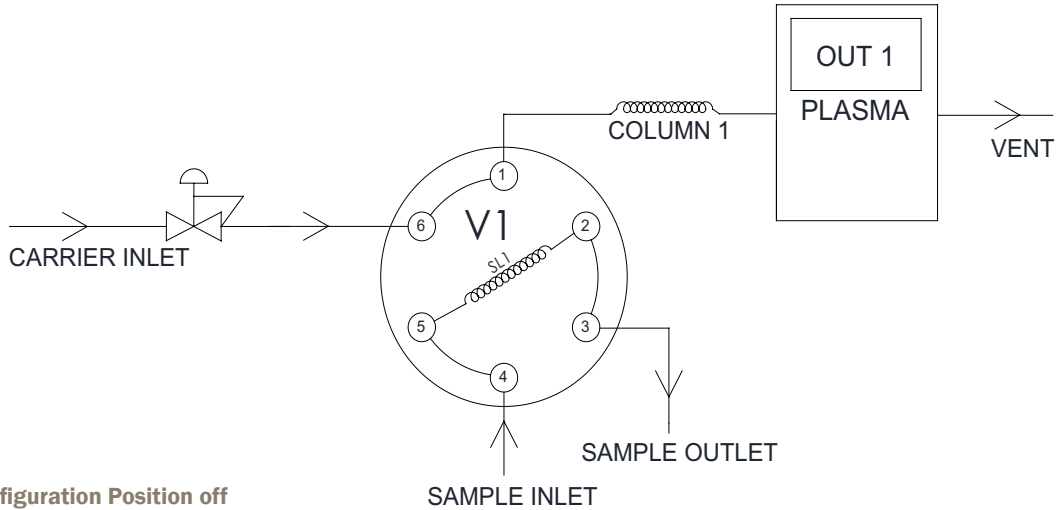 OUT 1
PLASMA
COLUMN 1
VENT
1
6
V1
2
CARRIER INLET
SL1
5
3
4
SAMPLE OUTLET
SAMPLE INLET
figuration Position off